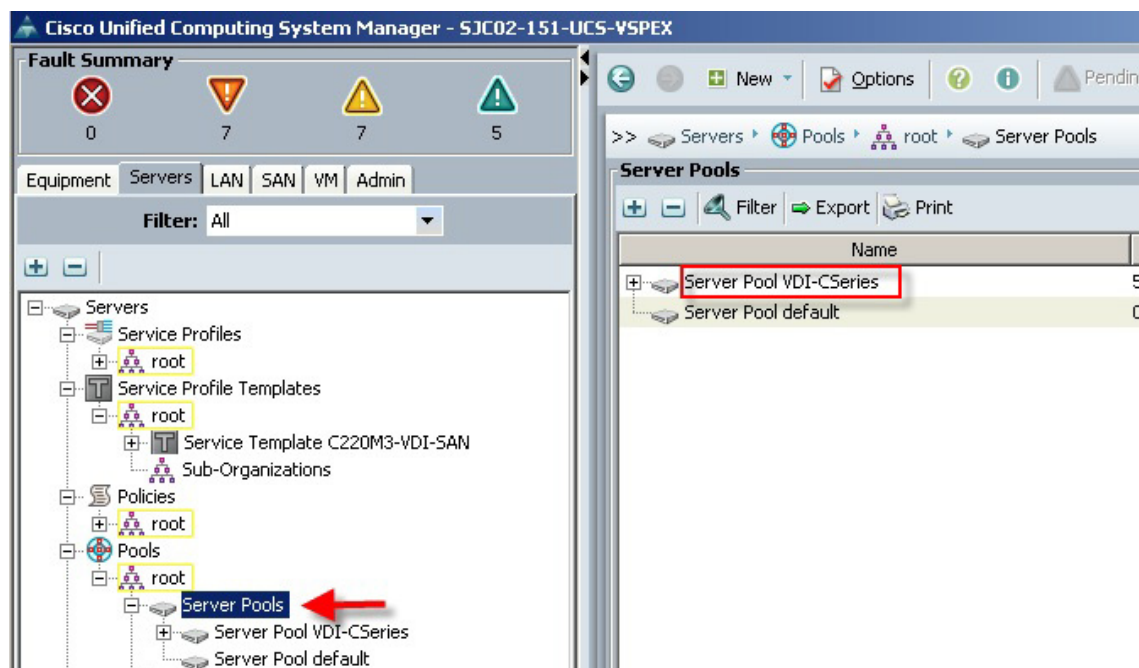 Cisco Unified Computing System Manager - SJC02-151-UCS-VSPEX
Fault Summary
0 7 7 5
Equipment Servers LAN SAN VM Admin
Filter: All
Servers
Service Profiles
root
Service Profile Templates
root
Service Template C220M3-VDI-SAN
Sub-Organizations
Policies
root
Pools
root
Server Pools
Server Pool VDI-CSeries
Server Pool default
New Options Pendin
>> Servers Pools root Server Pools
Server Pools
Filter Export Print
Name
Server Pool VDI-CSeries 5
Server Pool default